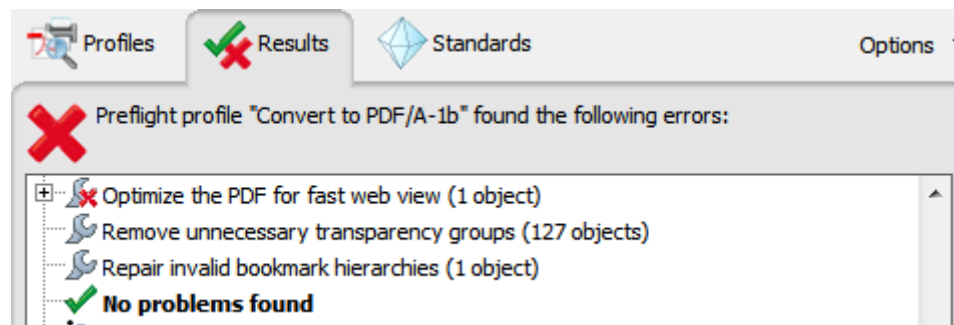 Profiles Results Standards Options
Preflight profile "Convert to PDF/A-1b" found the following errors:
Optimize the PDF for fast web view (1 object)
Remove unnecessary transparency groups (127 objects)
Repair invalid bookmark hierarchies (1 object)
No problems found